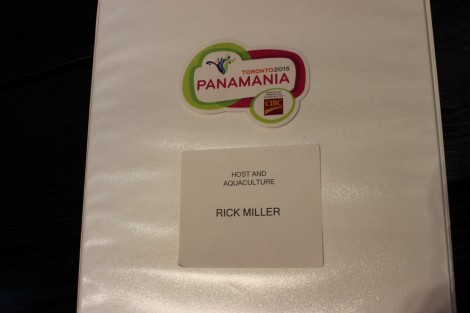 TORONTO2015
PANAMANIA
CIBC
HOST AND
AQUACULTURE
RICK MILLER